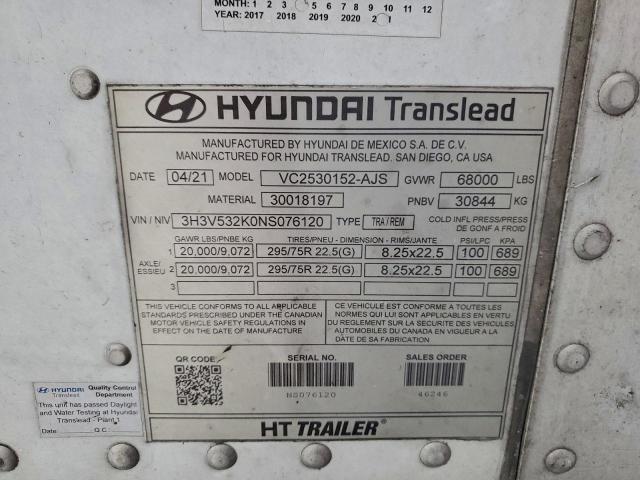 MONTH: 1 2 3 5 6 7 8 9 10 11 12
YEAR: 2017 2018 2019 2020
HYUNDAI Translead
MANUFACTURED BY HYUNDAI DE MEXICO S.A. DE C.V.
MANUFACTURED FOR HYUNDAI TRANSLEAD. SAN DIEGO, CA USA
DATE 04/21 MODEL VC2530152-AJS GVWR 68000 LBS
MATERIAL 30018197 PNBV 30844 KG
VIN / NIV 3H3V532K0NS076120 TYPE TRA / REM COLD INFL PRESS/PRESS DE GONF A FROID
GAWR LBS/PNBE KG TIRES/PNEU - DIMENSION - RIMS/JANTE PSI/LPC KPA
1 20,000/9,072 295/75R 22.5(G) 8.25x22.5 100 689
AXLE/ ESSIEU 2 20,000/9,072 295/75R 22.5(G) 8.25x22.5 100 689
3
THIS VEHICLE CONFORMS TO ALL APPLICABLE
STANDARDS PRESCRIBED UNDER THE CANADIAN
MOTOR VEHICLE SAFETY REGULATIONS IN
EFFECT ON THE DATE OF MANUFACTURE
CE VÉHICULE EST CONFORME A TOUTES LES
NORMES QUI LUI SONT APPLICABLES EN VERTU
DU REGLEMENT SUR LA SECURITE DES VEHICULES
AUTOMOBILES DU CANADA EN VIGUEUR A LA
DATE DE SA FABRICATION
QR CODE: SERIAL NO. SALES ORDER
NS076120 46246
HT TRAILER
HYUNDAI Translead Quality Control Department
This unit has passed Daylight
and Water Testing at Hyundai
Translead - Plant 1
Date: Q.C.: